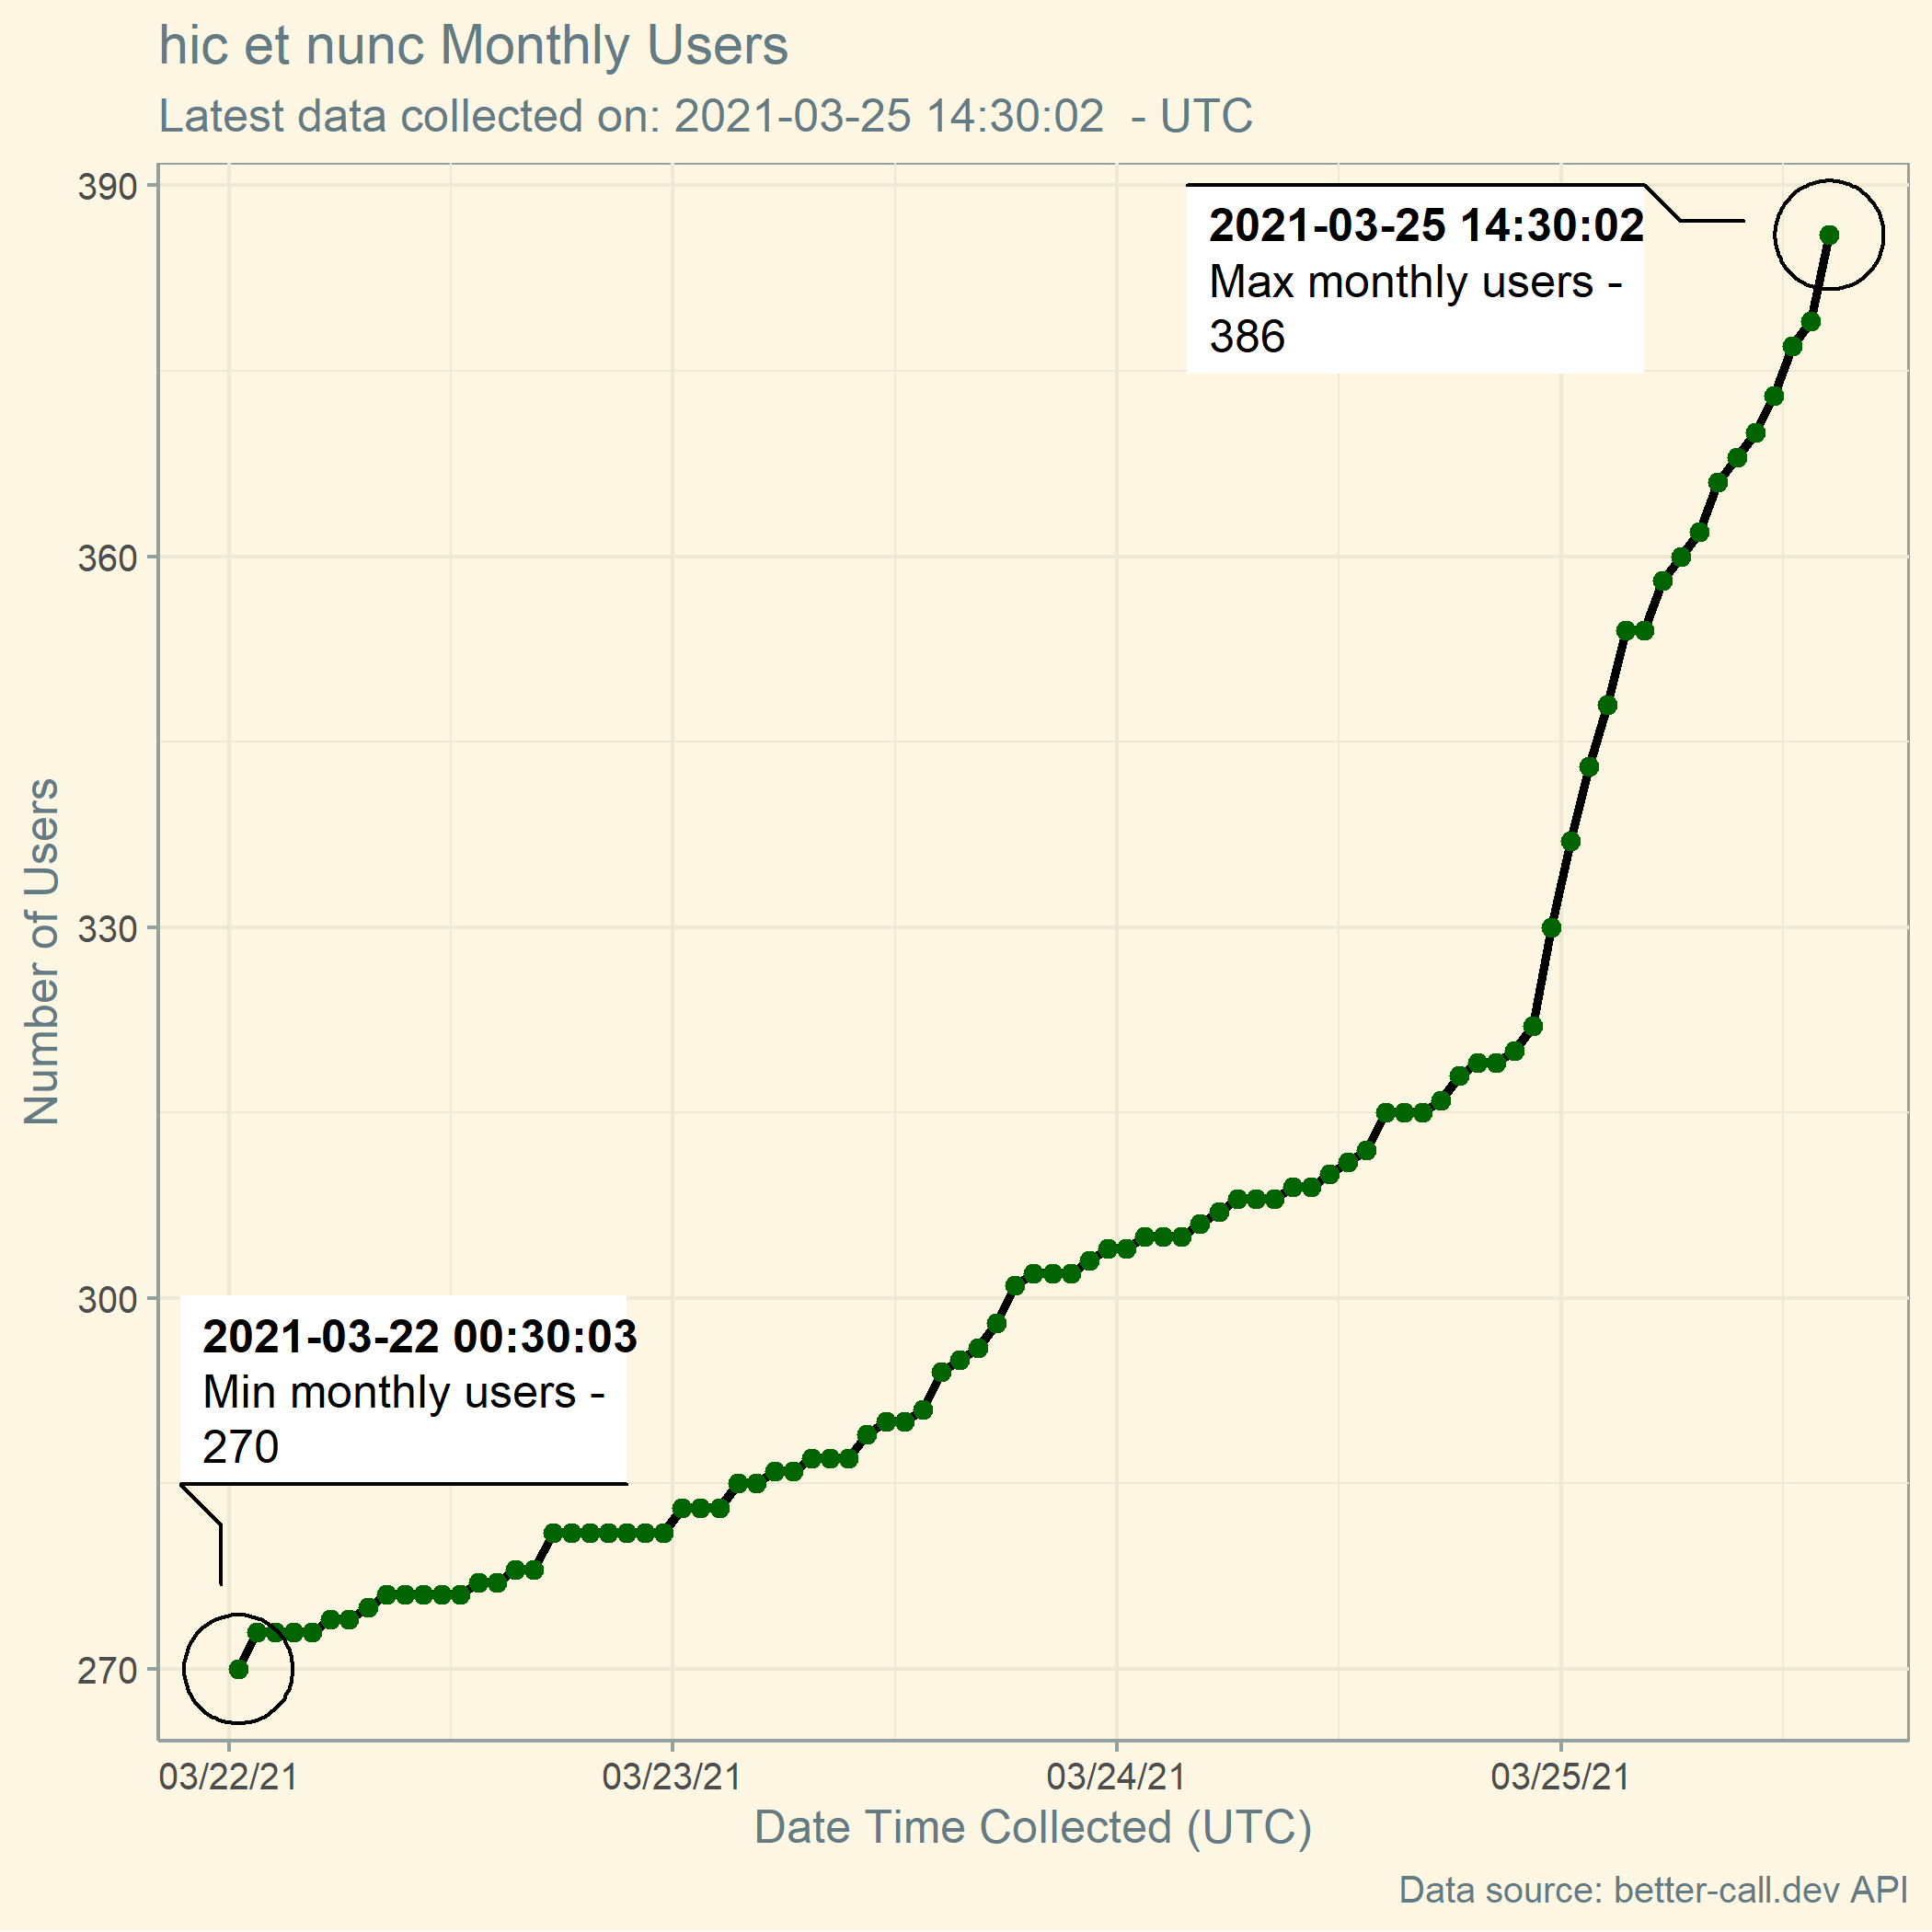 hic et nunc Monthly Users
Latest data collected on: 2021-03-25 14:30:02  - UTC
390
2021-03-25 14:30:02
Max monthly users -
386
360
Number of Users
330
300
2021-03-22 00:30:03
Min monthly users -
270
270
03/22/21 03/23/21 03/24/21 03/25/21
Date Time Collected (UTC)
Data source: better-call.dev API